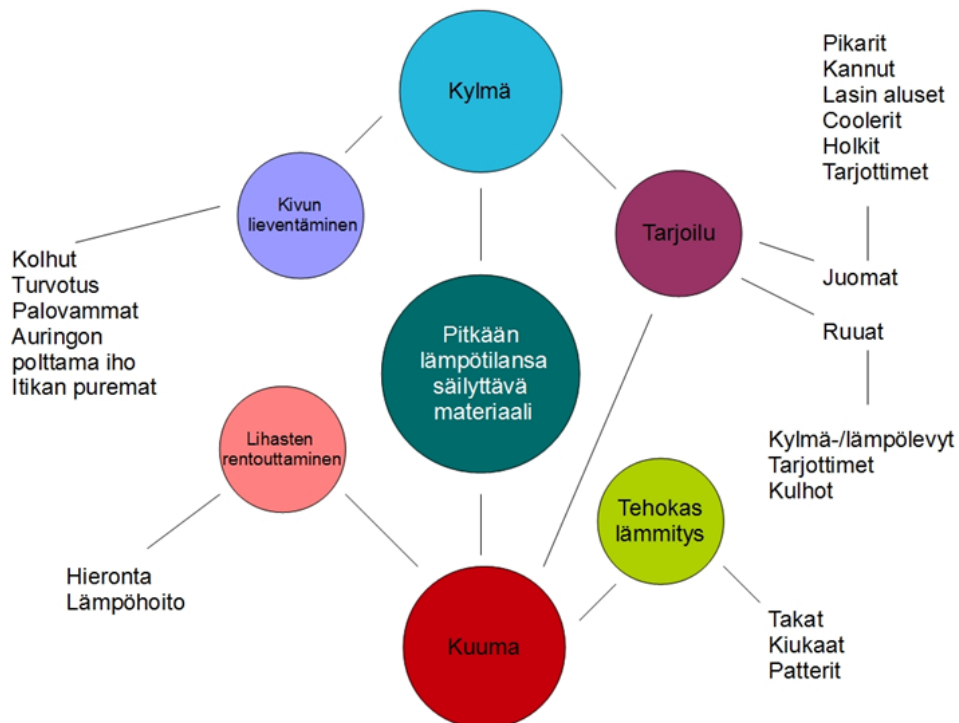 Kylmä
Pikarit
Kannut
Lasin aluset
Coolerit
Holkit
Tarjottimet
Kivun
lieventäminen
Tarjoilu
Kolhut
Turvotus
Palovammat
Auringon
polttama iho
Itikan puremat
Juomat
Ruuat
Pitkään
lämpötilansa
säilyttävä
materiaali
Lihasten
rentouttaminen
Kylmä-/lämpölevyt
Tarjottimet
Kulhot
Tehokas
lämmitys
Hieronta
Lämpöhoito
Kuuma
Takat
Kiukaat
Patterit